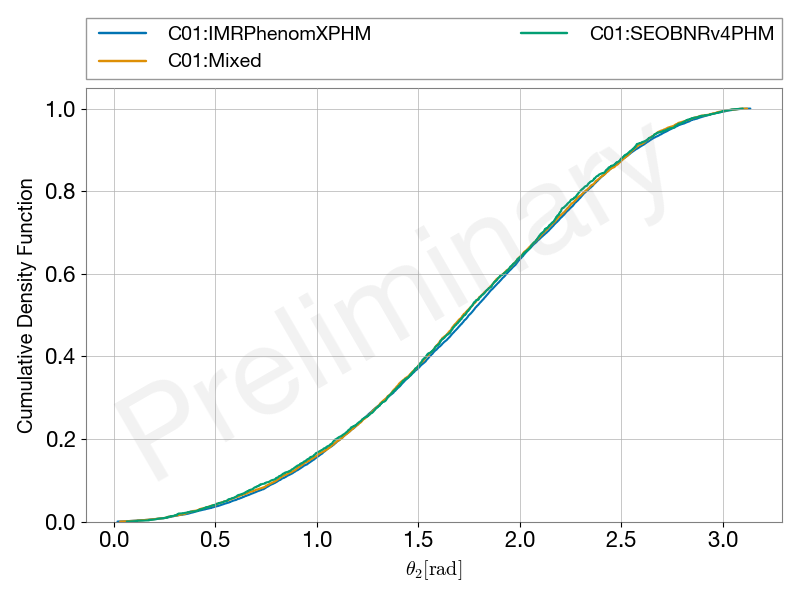 C01:IMRPhenomXPHM
C01:Mixed
C01:SEOBNRv4PHM
Preliminary
Cumulative Density Function
1.0
0.8
0.6
0.4
0.2
0.0
0.0 0.5 1.0 1.5 2.0 2.5 3.0
θ₂[rad]